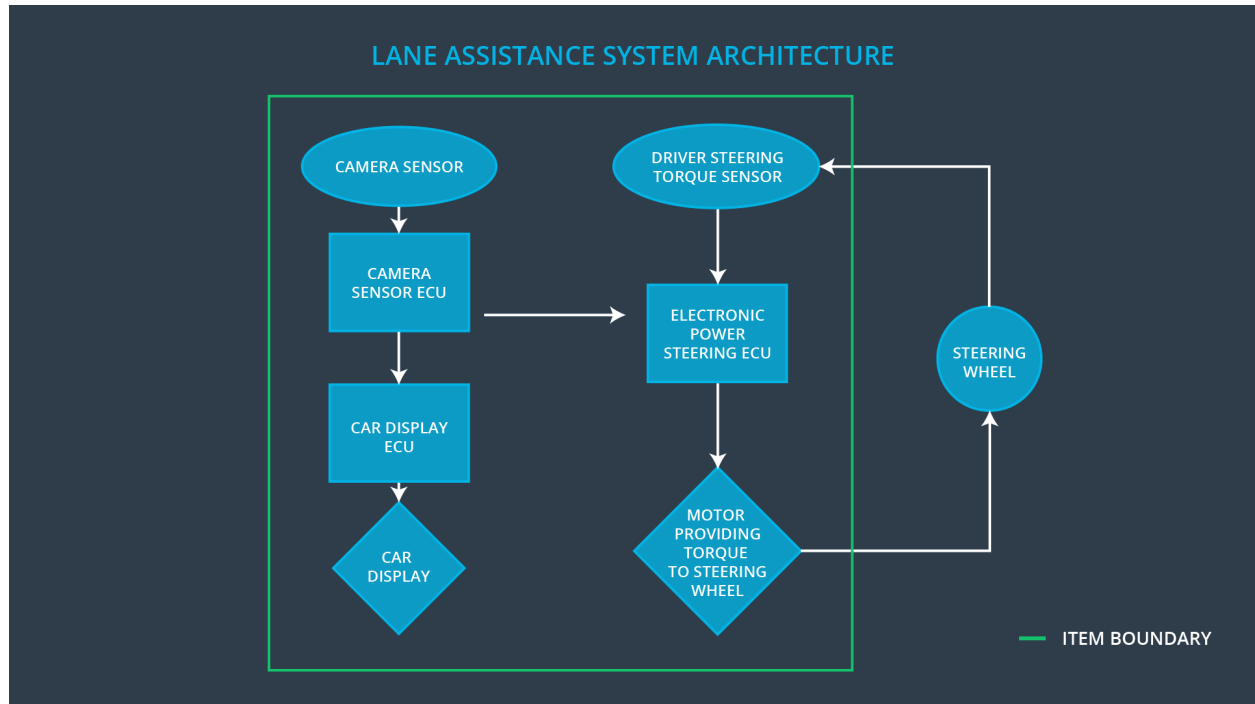 LANE ASSISTANCE SYSTEM ARCHITECTURE
CAMERA SENSOR
CAMERA
SENSOR ECU
CAR DISPLAY
ECU
CAR
DISPLAY
DRIVER STEERING
TORQUE SENSOR
ELECTRONIC
POWER
STEERING ECU
MOTOR
PROVIDING
TORQUE
TO STEERING
WHEEL
STEERING
WHEEL
ITEM BOUNDARY